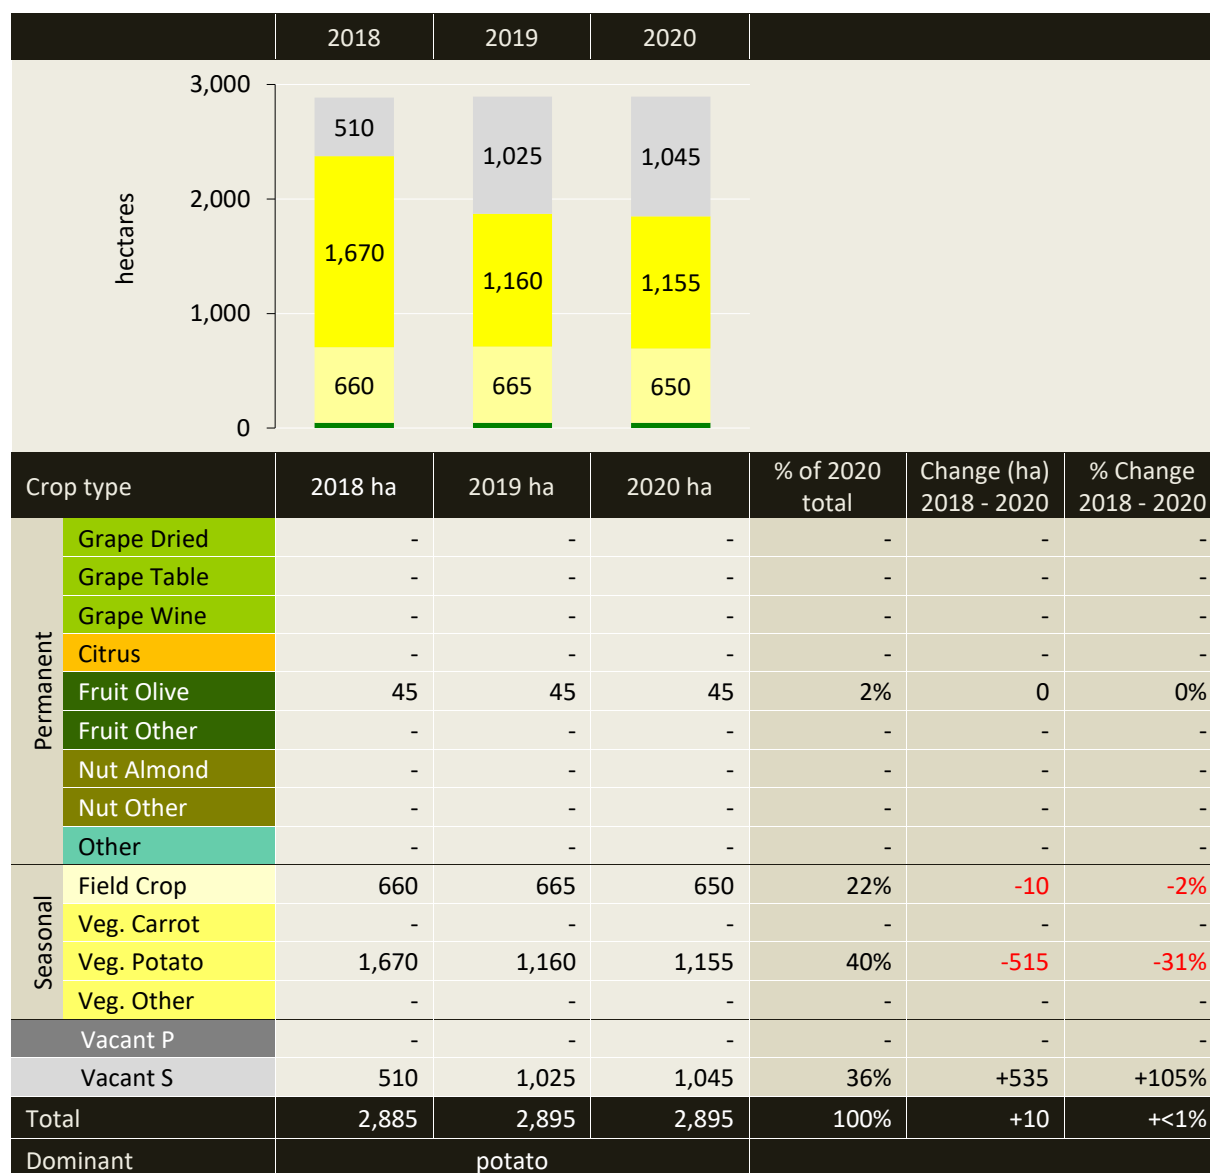 2018 2019 2020
3,000
2,000
1,000
0
hectares
510 1,025 1,045
1,670 1,160 1,155
660 665 650
Crop type 2018 ha 2019 ha 2020 ha % of 2020 total Change (ha) 2018 - 2020 % Change 2018 - 2020
Permanent
Grape Dried - - - - - -
Grape Table - - - - - -
Grape Wine - - - - - -
Citrus - - - - - -
Fruit Olive 45 45 45 2% 0 0%
Fruit Other - - - - - -
Nut Almond - - - - - -
Nut Other - - - - - -
Other - - - - - -
Seasonal
Field Crop 660 665 650 22% -10 -2%
Veg. Carrot - - - - - -
Veg. Potato 1,670 1,160 1,155 40% -515 -31%
Veg. Other - - - - - -
Vacant P - - - - - -
Vacant S 510 1,025 1,045 36% +535 +105%
Total 2,885 2,895 2,895 100% +10 +<1%
Dominant potato